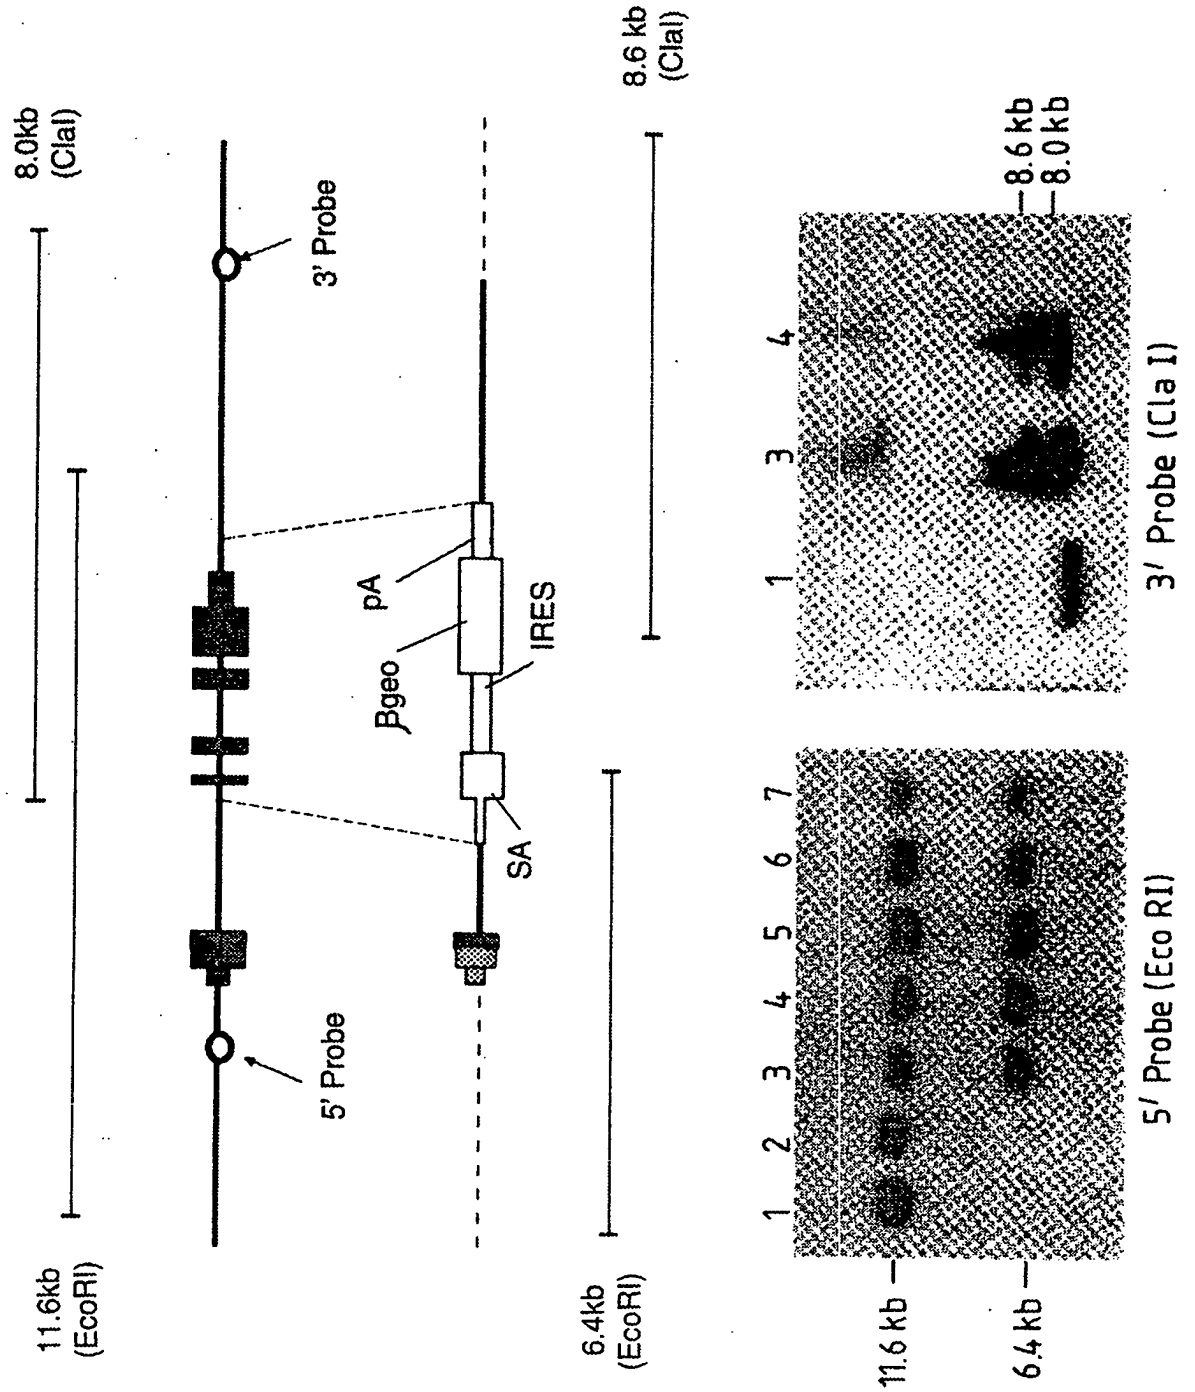 11.6kb
(EcoRI)
8.0kb
(ClaI)
5' Probe
3' Probe
SA
IRES
βgeo
pA
6.4kb
(EcoRI)
8.6 kb
(ClaI)
1 2 3 4 5 6 7
11.6 kb
6.4 kb
5' Probe (Eco RI)
1 3 4
8.6 kb
8.0 kb
3' Probe (Cla I)